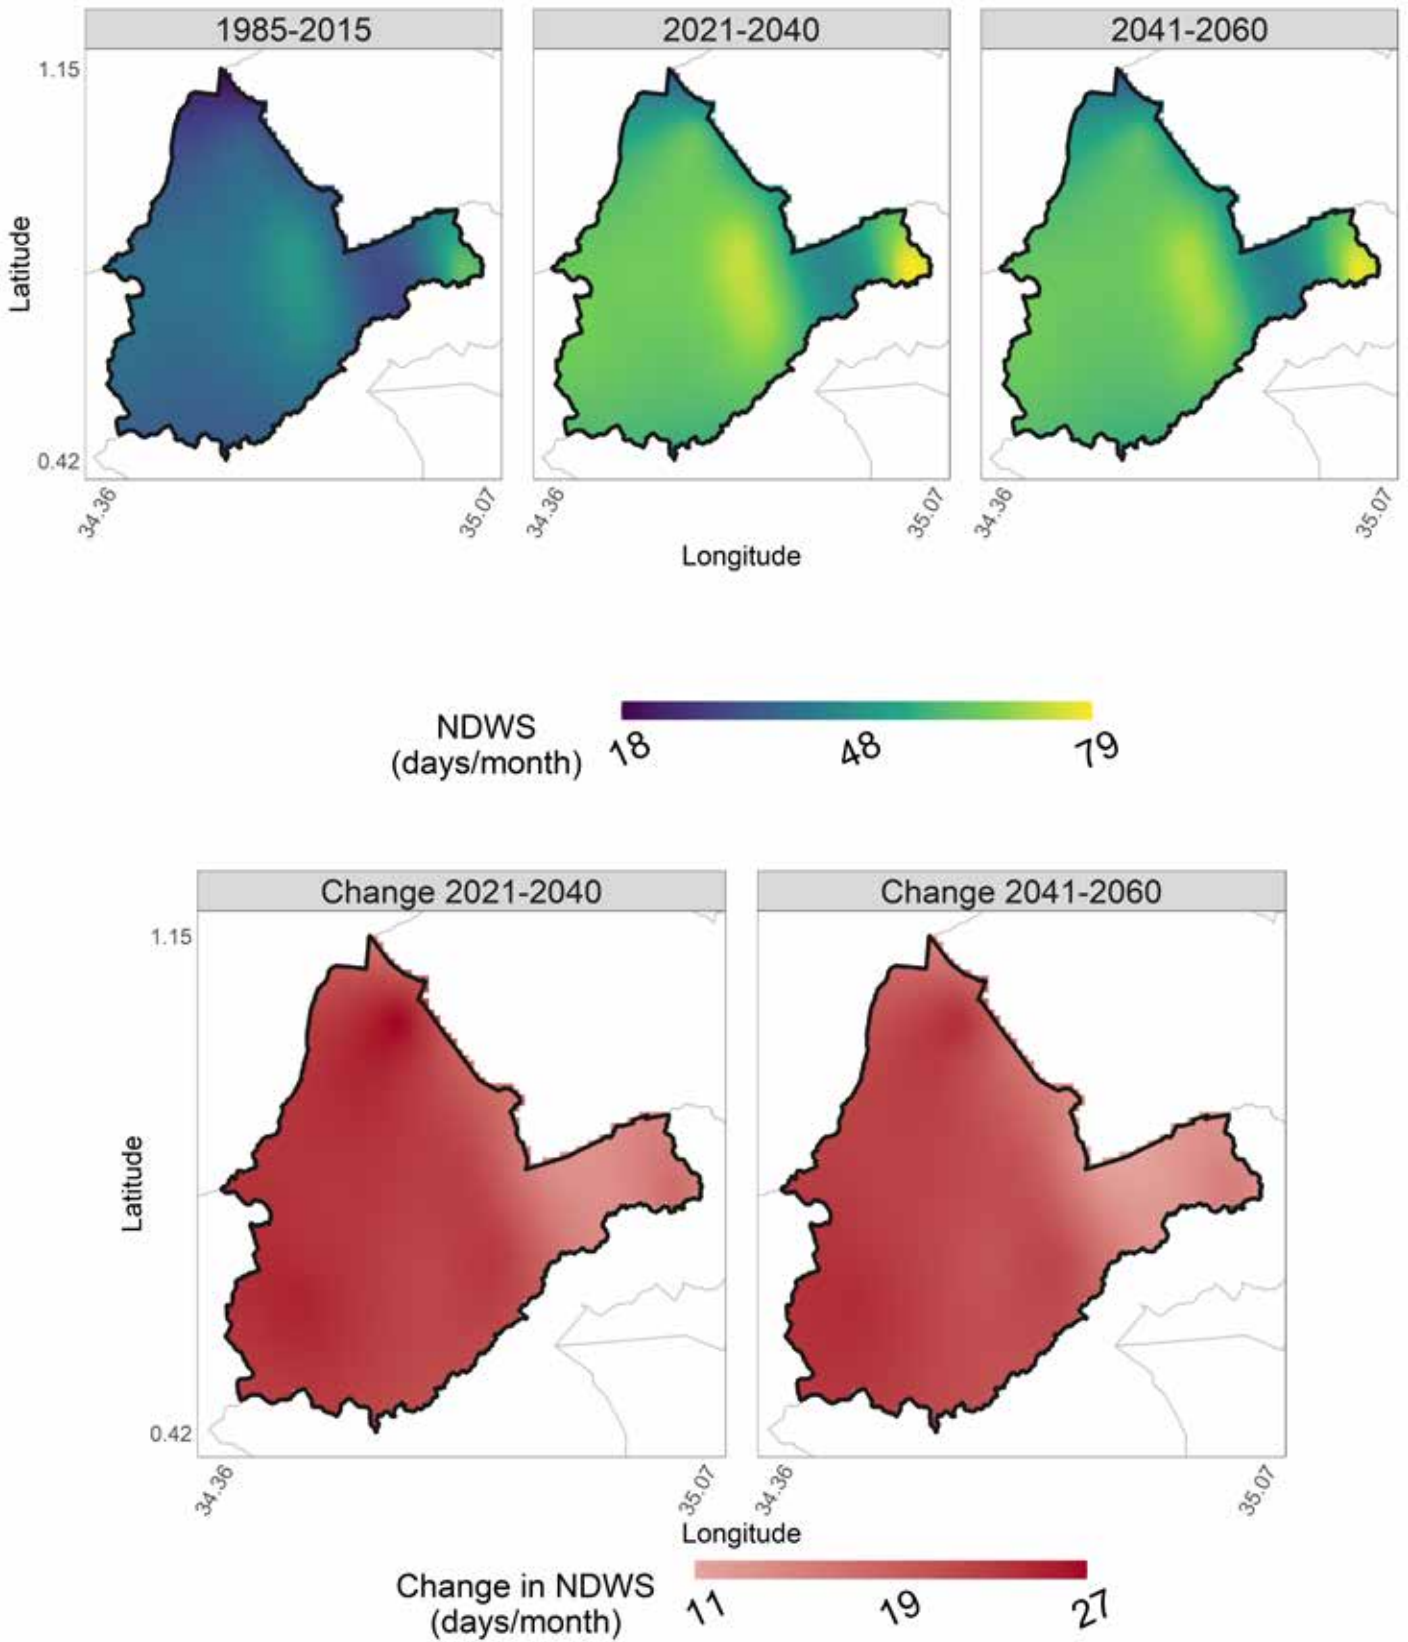 1985-2015
2021-2040
2041-2060
1.15
Latitude
0.42
34.36
35.07
34.36
35.07
34.36
35.07
Longitude
NDWS
(days/month)
18
48
79
Change 2021-2040
Change 2041-2060
1.15
Latitude
0.42
34.36
35.07
34.36
35.07
Longitude
Change in NDWS
(days/month)
11
19
27